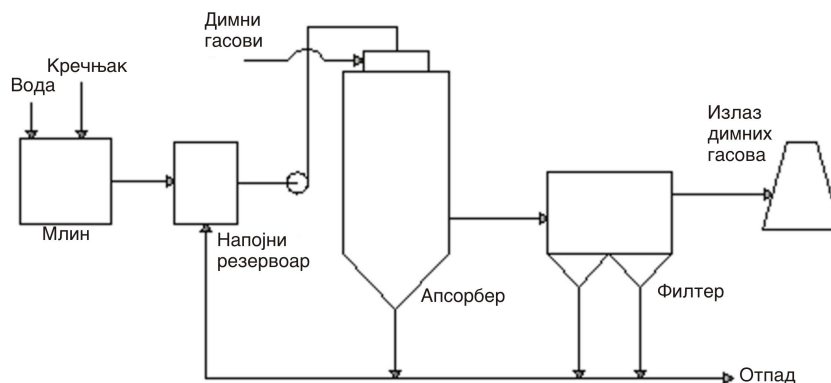 Димни
гасови
Кречњак
Вода
Млин
Напојни
резервоар
Апсорбер
Филтер
Излаз
димних
гасова
Отпад